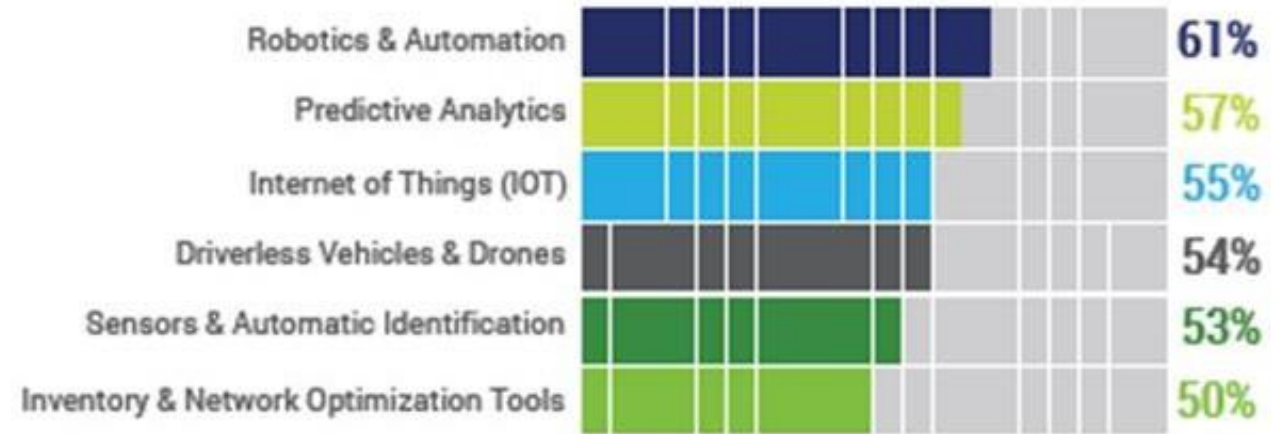 Robotics & Automation 61%
Predictive Analytics 57%
Internet of Things (IOT) 55%
Driverless Vehicles & Drones 54%
Sensors & Automatic Identification 53%
Inventory & Network Optimization Tools 50%